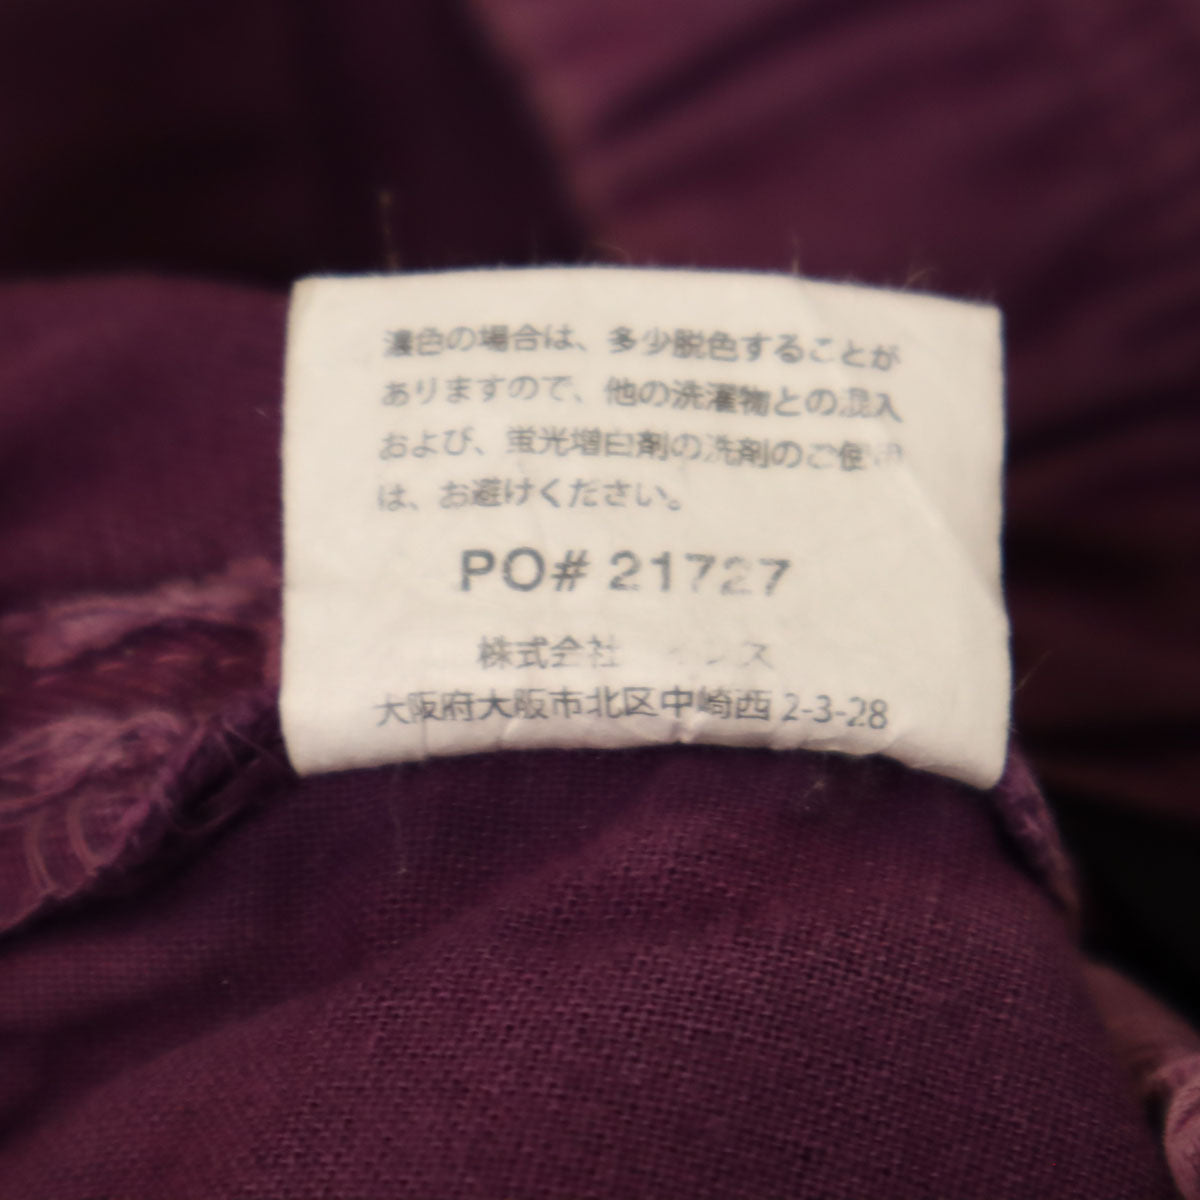 濃色の場合は、多少脱色することが
ありますので、他の洗濯物との混入
および、蛍光増白剤の洗剤のご使用
は、お避けください。
PO# 21727
株式会社
大阪府大阪市北区中崎西2-3-28